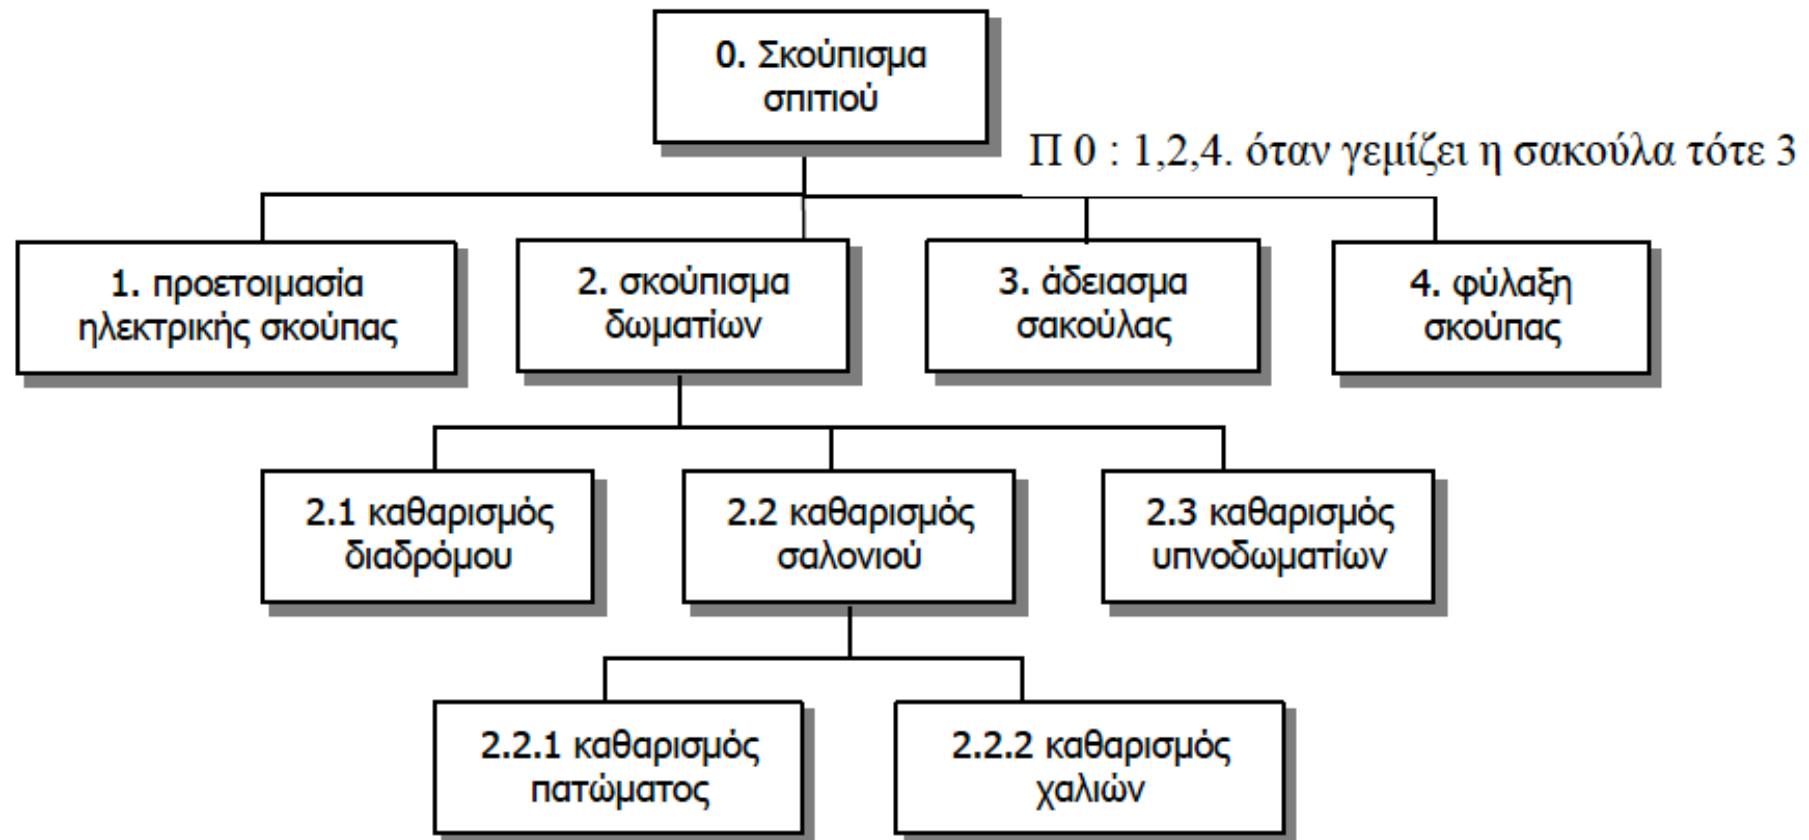 0. Σκούπισμα
σπιτιού
Π 0 : 1,2,4. όταν γεμίζει η σακούλα τότε 3
1. προετοιμασία
ηλεκτρικής σκούπας
2. σκούπισμα
δωματίων
3. άδειασμα
σακούλας
4. φύλαξη
σκούπας
2.1 καθαρισμός
διαδρόμου
2.2 καθαρισμός
σαλονιού
2.3 καθαρισμός
υπνοδωματίων
2.2.1 καθαρισμός
πατώματος
2.2.2 καθαρισμός
χαλιών